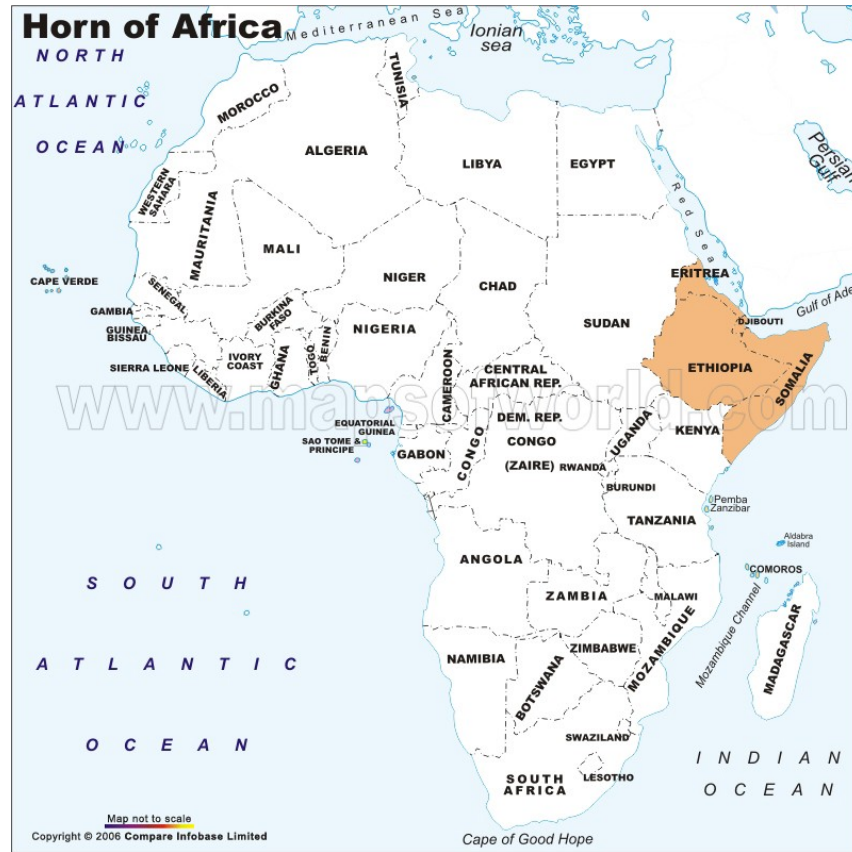 Horn of Africa
Mediterranean Sea
Ionian
sea
NORTH
ATLANTIC
OCEAN
TUNISIA
MOROCCO
ALGERIA
LIBYA
EGYPT
Persian
Gulf
WESTERN
SAHARA
MAURITANIA
MALI
NIGER
CHAD
Red Sea
ERITREA
CAPE VERDE
SENEGAL
GAMBIA
GUINEA
BISSAU
BURKINA
FASO
NIGERIA
SUDAN
Gulf of Ade
DJIBOUTI
SIERRA LEONE
LIBERIA
IVORY
COAST
GHANA
TOGO
BENIN
CAMEROON
CENTRAL
AFRICAN REP.
ETHIOPIA
SOMALIA
www.mapsofworld.com
EQUATORIAL
GUINEA
SAO TOME &
PRINCIPE
GABON
CONGO
DEM. REP.
CONGO
(ZAIRE)
RWANDA
UGANDA
KENYA
BURUNDI
TANZANIA
Pemba
Zanzibar
Aldabra
Island
ANGOLA
ZAMBIA
MALAWI
COMOROS
Mozambique Channel
MOZAMBIQUE
MADAGASCAR
SOUTH
ATLANTIC
OCEAN
NAMIBIA
BOTSWANA
ZIMBABWE
SWAZILAND
LESOTHO
SOUTH
AFRICA
INDIAN
OCEAN
Map not to scale
Copyright © 2006 Compare Infobase Limited
Cape of Good Hope